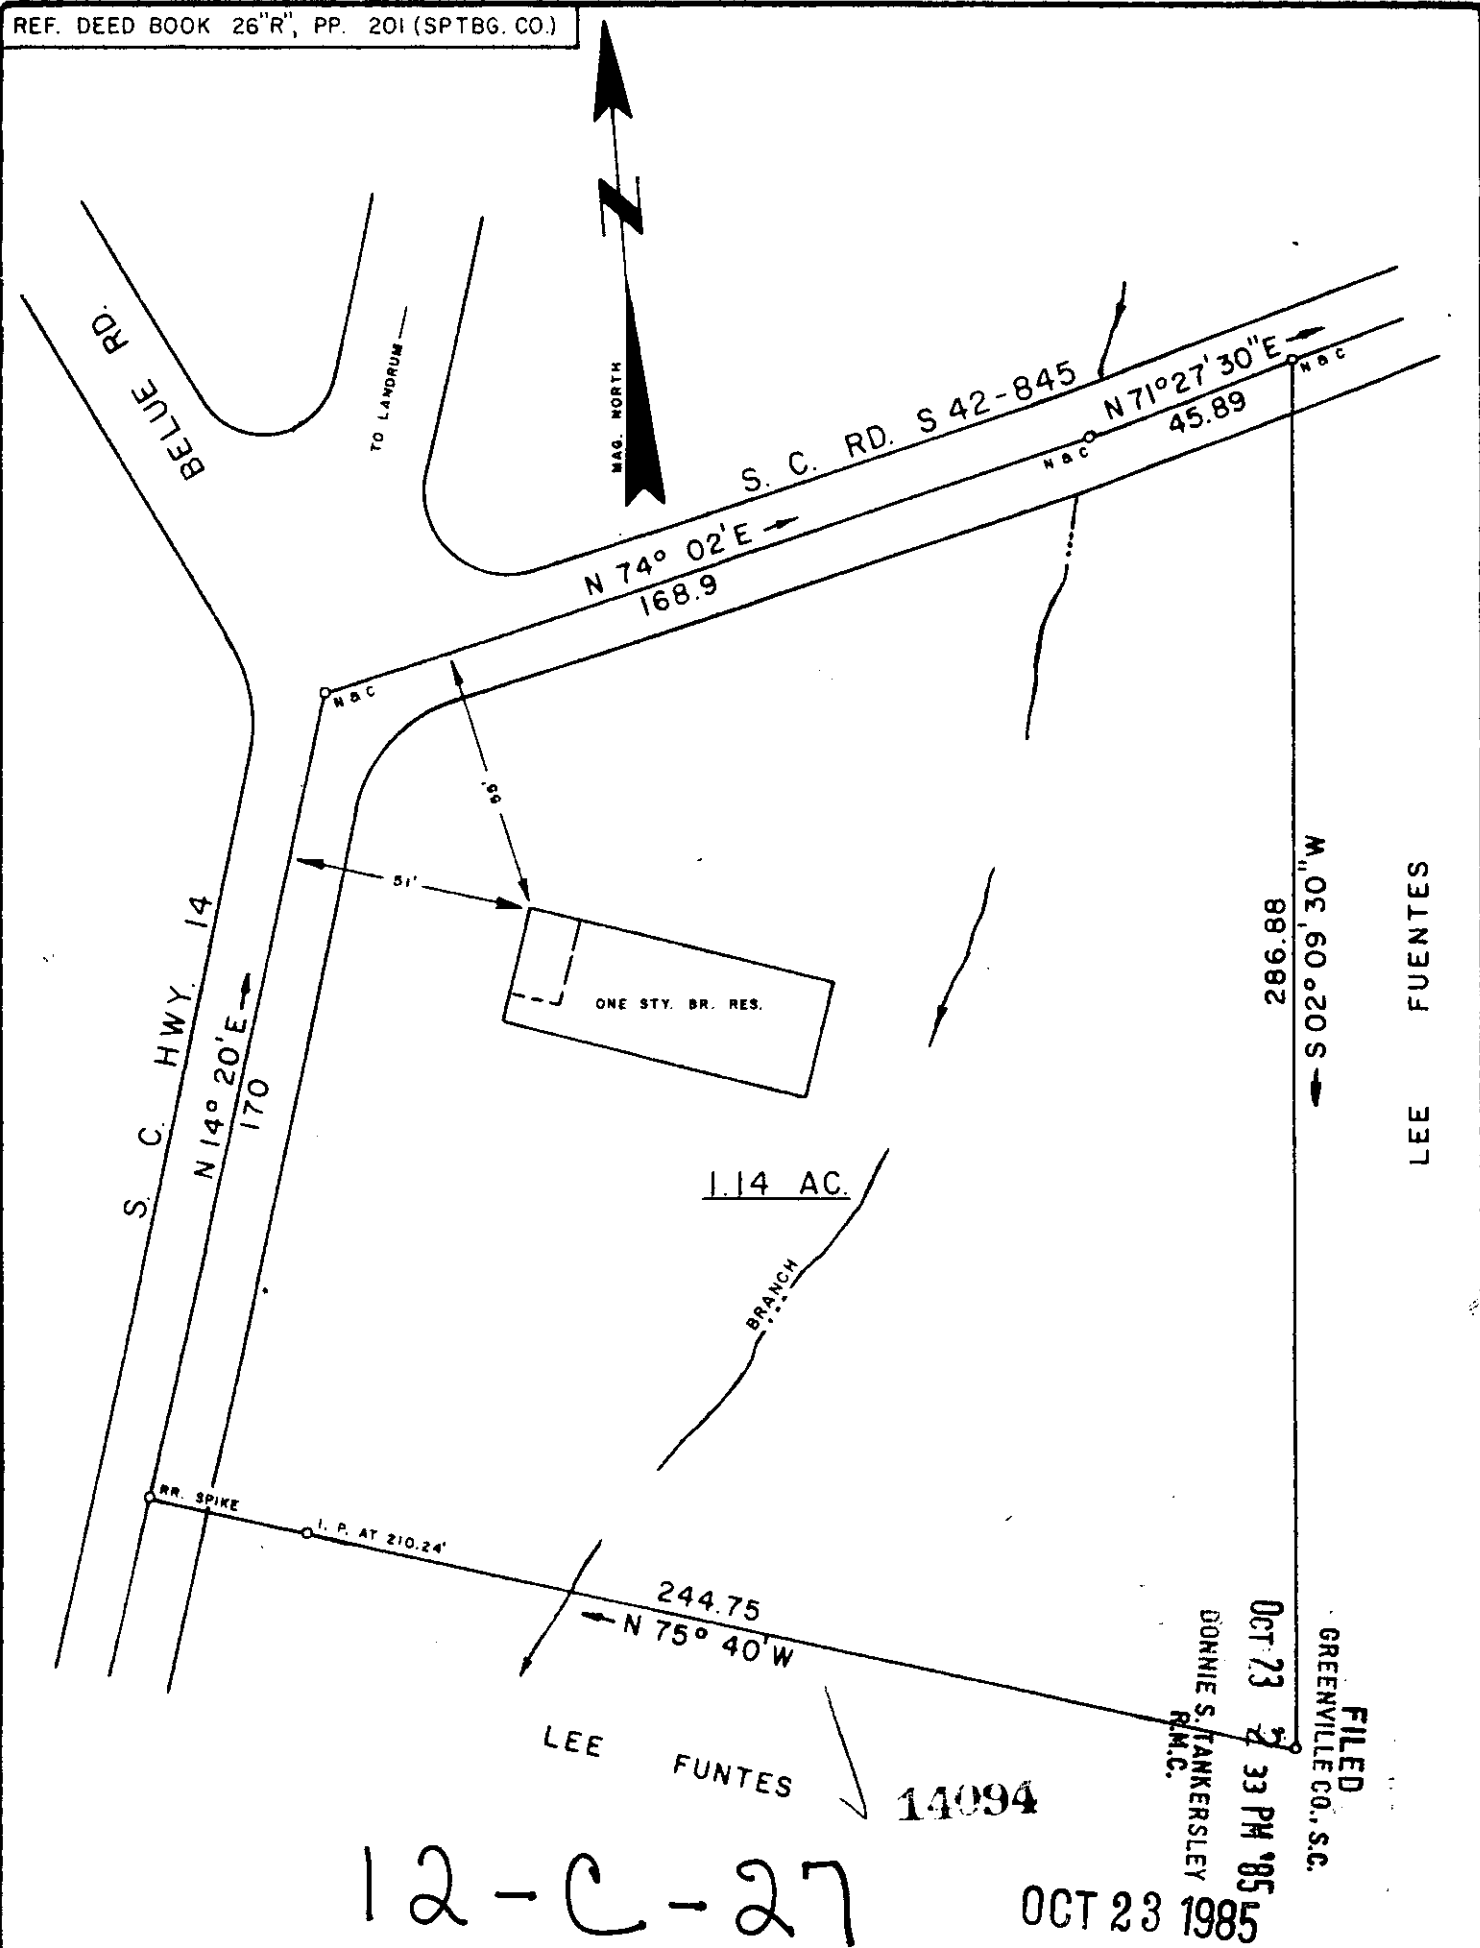 REF. DEED BOOK 26"R", PP. 201 (SPTBG. CO.)
N
MAG. NORTH
BELUE RD.
TO LANDRUM
S. C. RD. S 42-845
N 71° 27' 30" E
45.89
N & C
N & C
N 74° 02' E
168.9
N & C
55'
51'
S. C. HWY. 14
N 14° 20' E
170
ONE STY. BR. RES.
286.88
S 02° 09' 30" W
LEE FUENTES
1.14 AC.
BRANCH
RR. SPIKE
I. P. AT 210.24'
244.75
N 75° 40' W
LEE FUNTES
FILED
GREENVILLE CO., S.C.
OCT 23 2 33 PM '85
DONNIE S. TANKERSLEY
R.M.C.
14094
12-C-27
OCT 23 1985